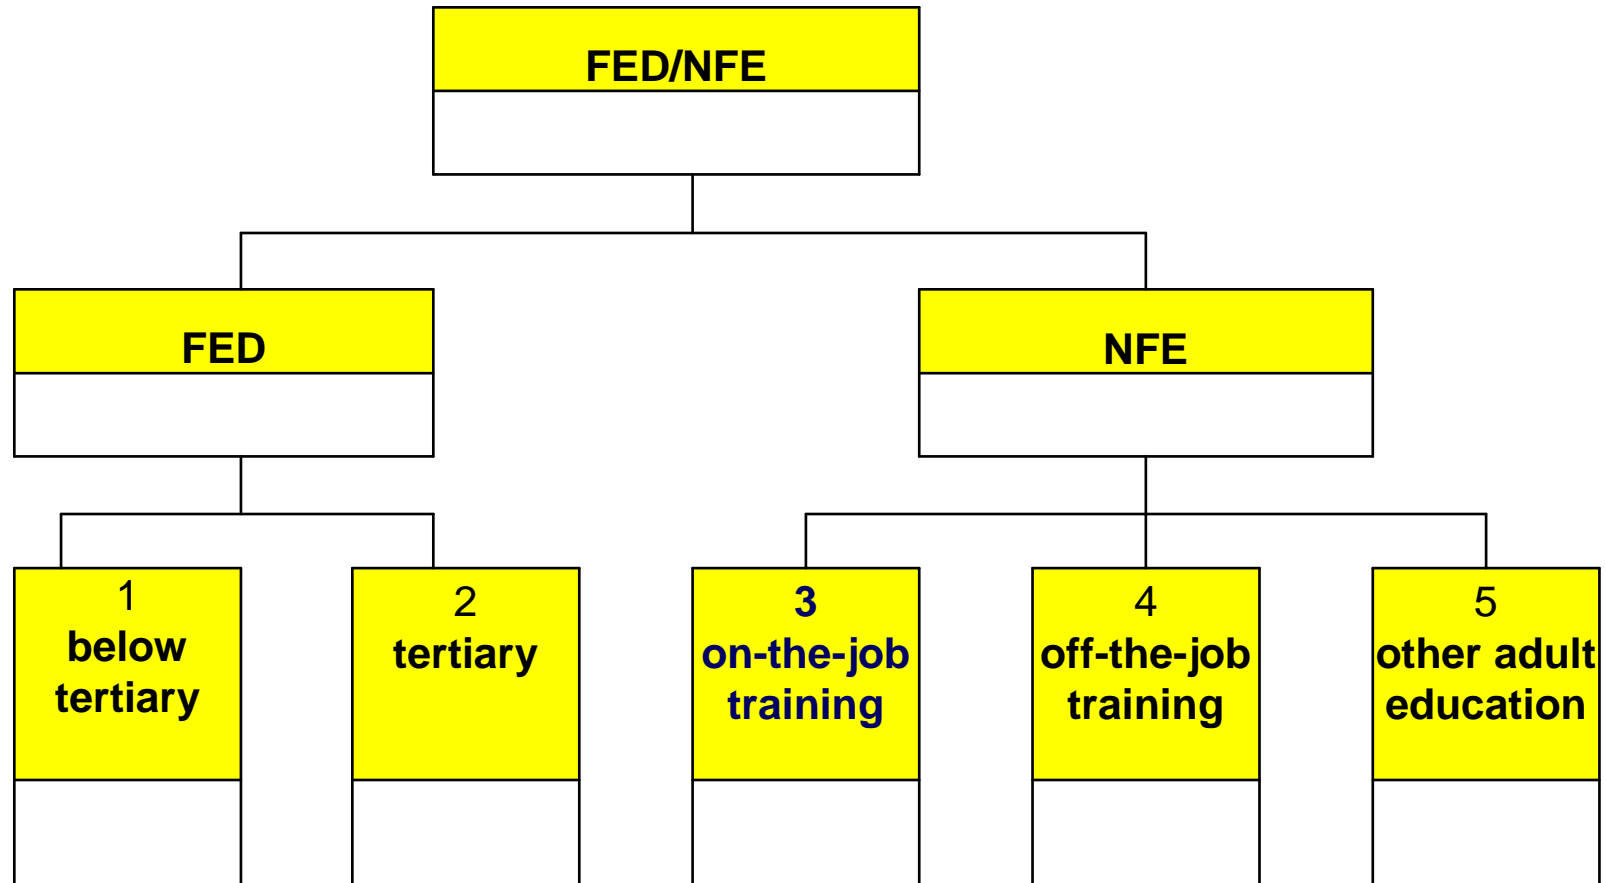 FED/NFE
FED
NFE
1
below
tertiary
2
tertiary
3
on-the-job
training
4
off-the-job
training
5
other adult
education